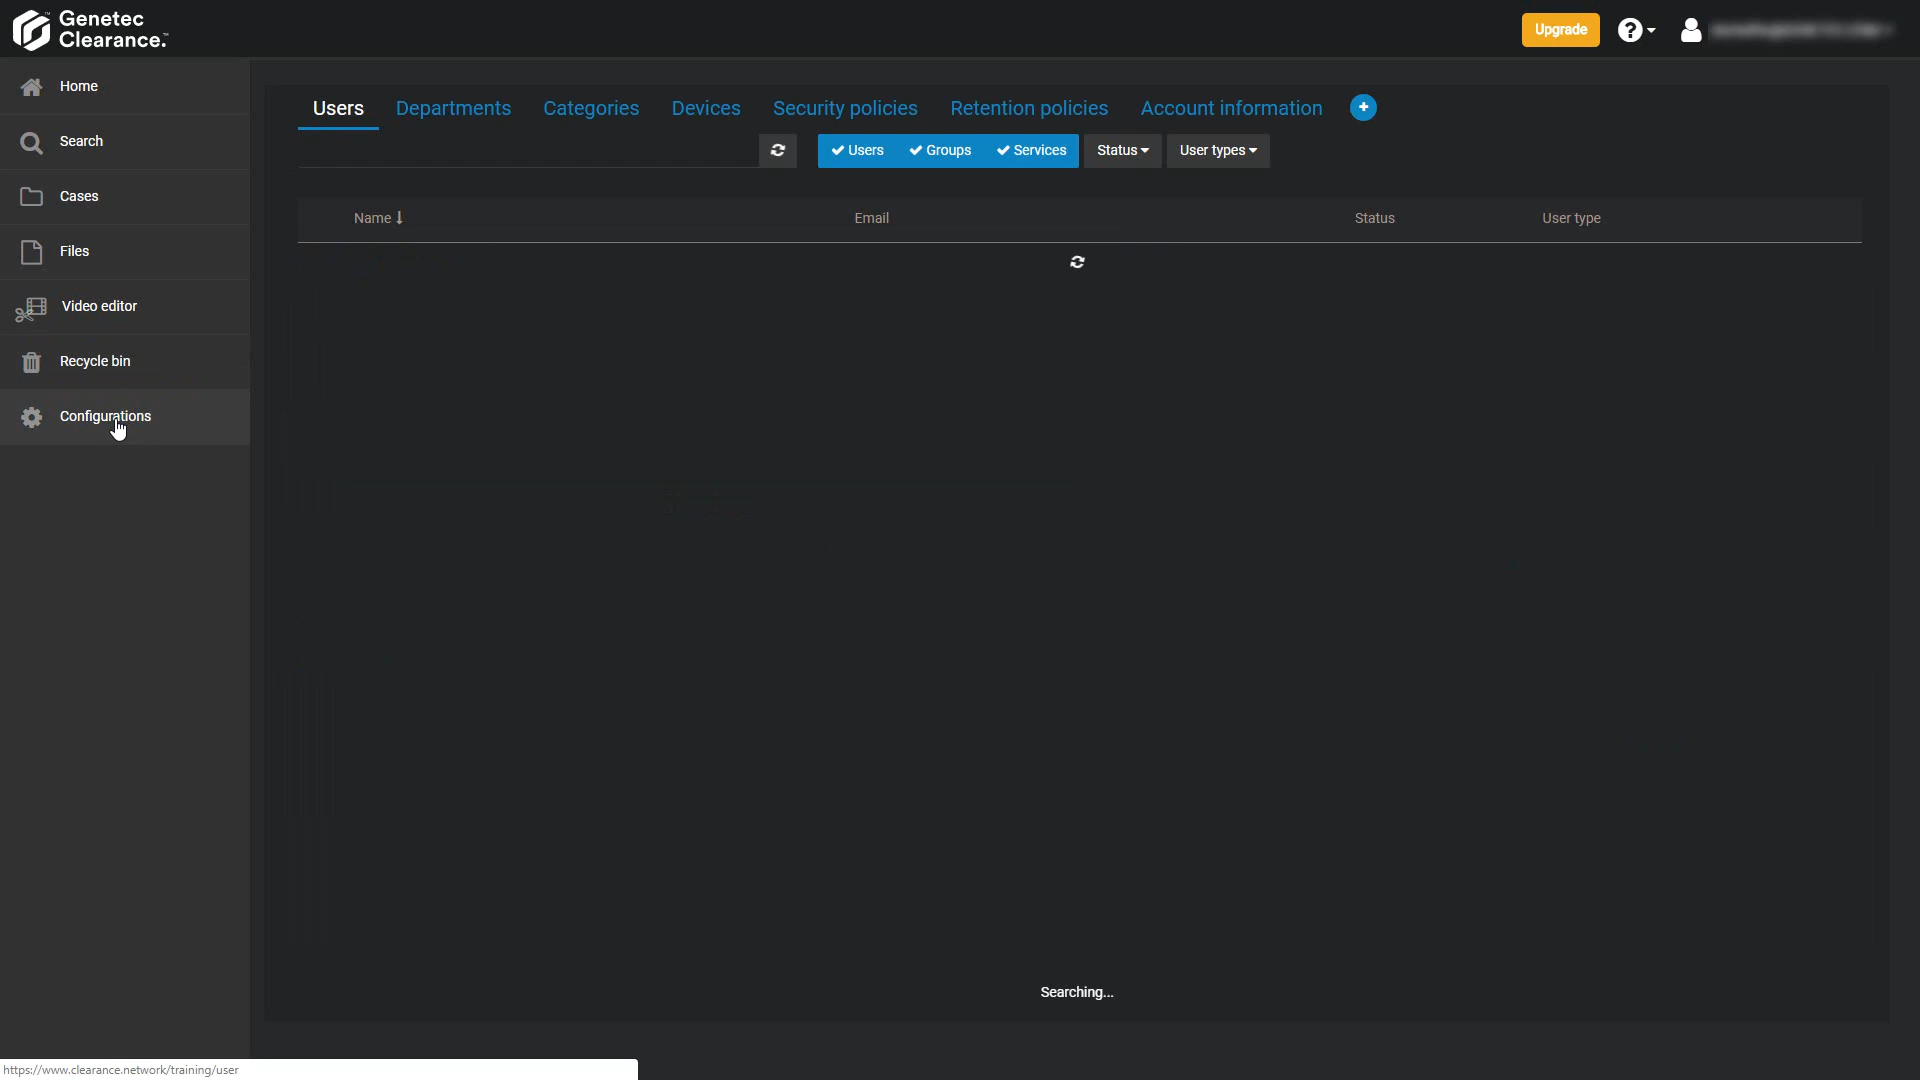 Genetec
Clearance.™
Upgrade
Home
Search
Cases
Files
Video editor
Recycle bin
Configurations
Users Departments Categories Devices Security policies Retention policies Account information
Users Groups Services Status User types
Name Email Status User type
Searching...
https://www.clearance.network/training/user